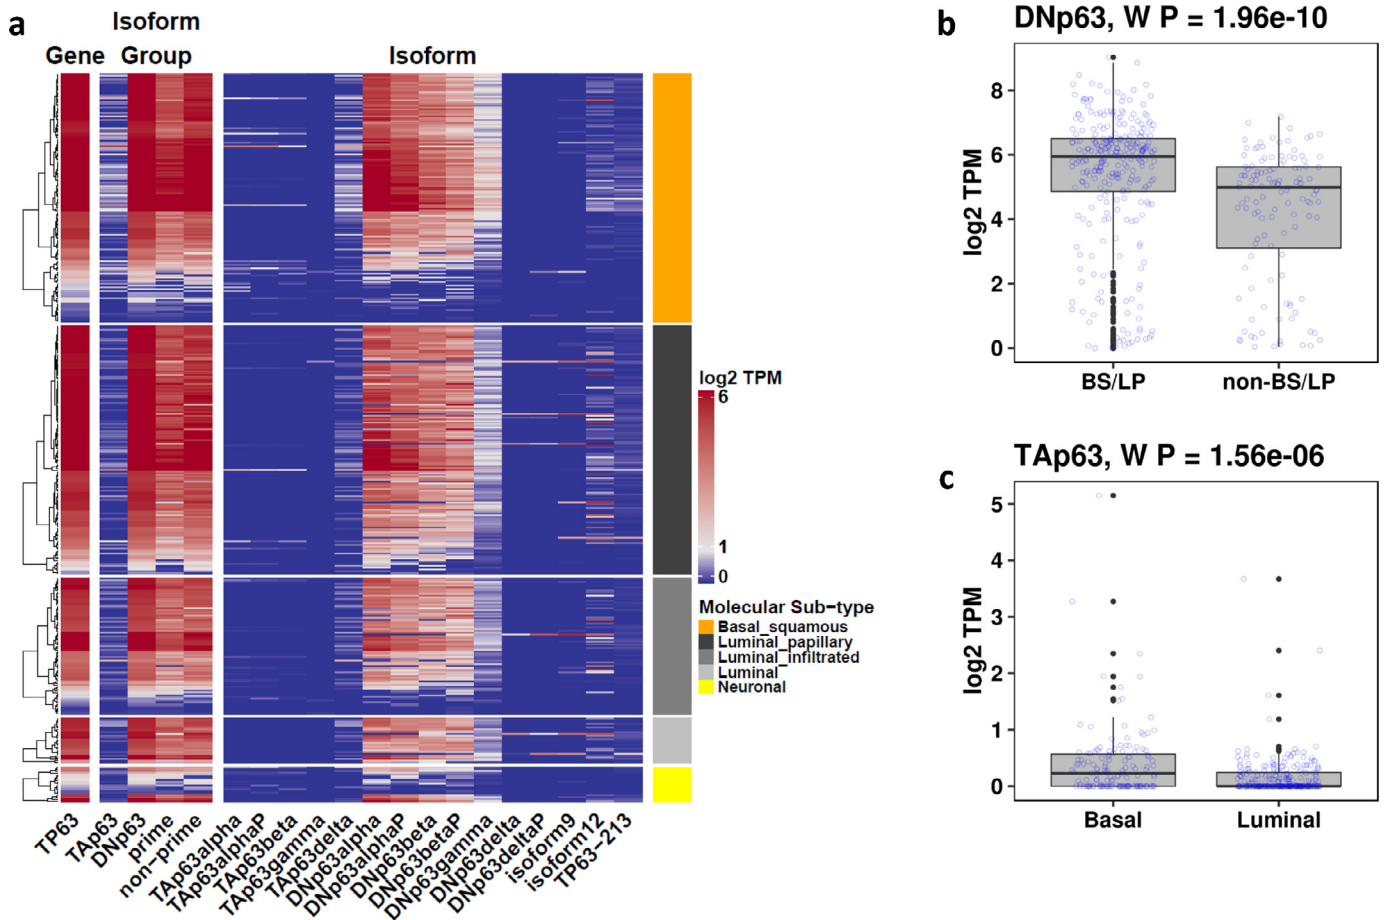 a
Isoform
Gene Group Isoform
TP63
TAp63
DNp63
prime
non-prime
TAp63alpha
TAp63alphaP
TAp63beta
TAp63gamma
TAp63delta
DNp63alpha
DNp63alphaP
DNp63beta
DNp63betaP
DNp63gamma
DNp63delta
DNp63deltaP
isoform9
isoform12
TP63-213
log2 TPM
6
1
0
Molecular Sub-type
Basal_squamous
Luminal_papillary
Luminal_infiltrated
Luminal
Neuronal
b
DNp63, W P = 1.96e-10
log2 TPM
8
6
4
2
0
BS/LP non-BS/LP
c
TAp63, W P = 1.56e-06
log2 TPM
5
4
3
2
1
0
Basal Luminal